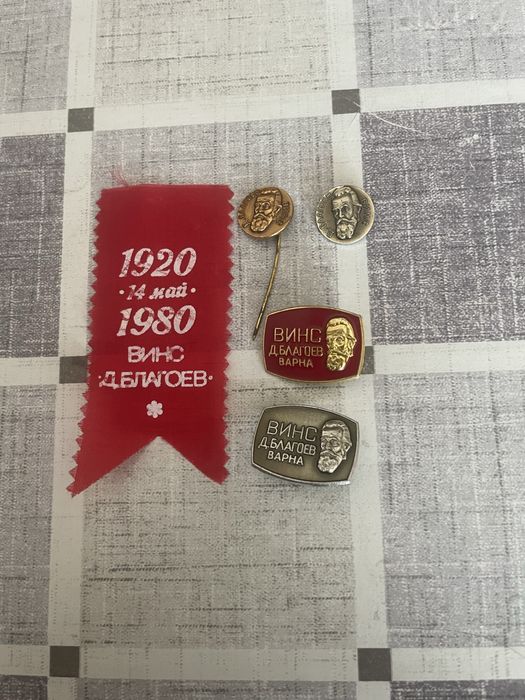 1920
· 14 май ·
1980
ВИНС
"Д.БЛАГОЕВ"
ВИНС
Д.БЛАГОЕВ
ВАРНА
ВИНС
Д.БЛАГОЕВ
ВАРНА